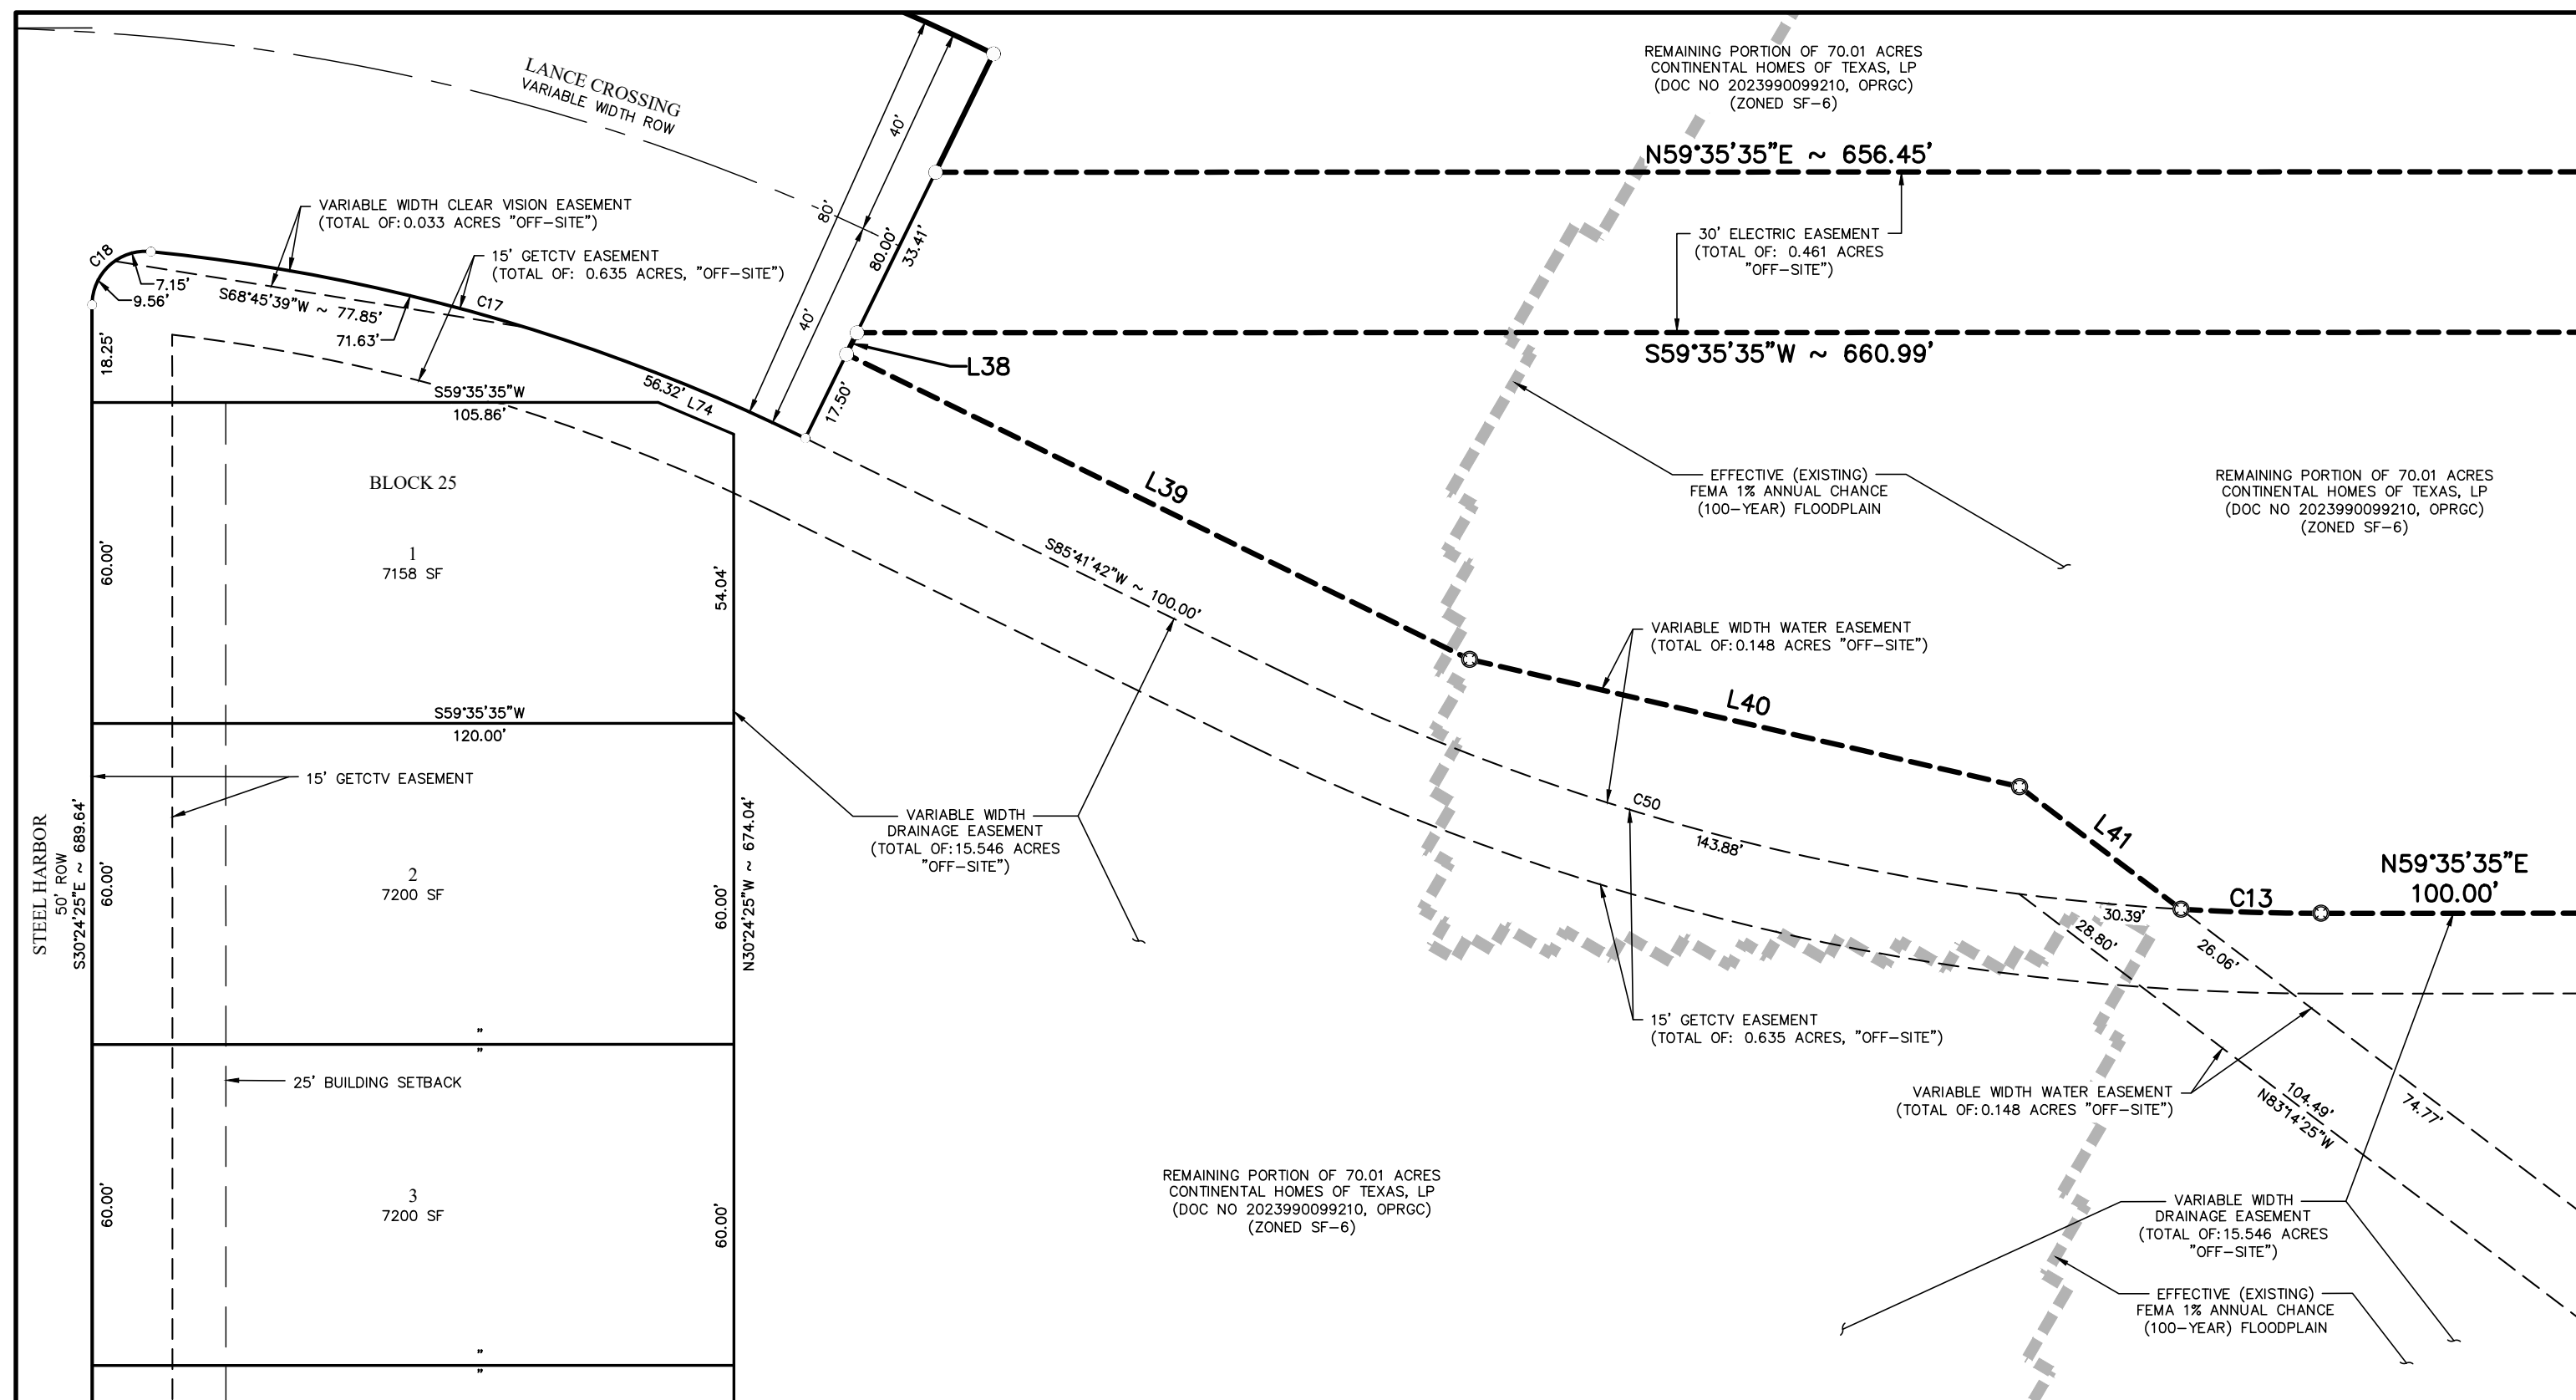 REMAINING PORTION OF 70.01 ACRES
CONTINENTAL HOMES OF TEXAS, LP
(DOC NO 2023990099210, OPRGC)
(ZONED SF-6)
LANCE CROSSING
VARIABLE WIDTH ROW
40'
80'
40'
80.00'
33.41'
N59°35'35"E ~ 656.45'
30' ELECTRIC EASEMENT
(TOTAL OF: 0.461 ACRES
"OFF-SITE")
S59°35'35"W ~ 660.99'
VARIABLE WIDTH CLEAR VISION EASEMENT
(TOTAL OF:0.033 ACRES "OFF-SITE")
15' GETCTV EASEMENT
(TOTAL OF: 0.635 ACRES, "OFF-SITE")
C18
7.15'
9.56'
S68°45'39"W ~ 77.85'
C17
71.63'
18.25'
L38
17.50'
56.32' L74
S59°35'35"W
105.86'
BLOCK 25
1
7158 SF
60.00'
54.04'
L39
S85°41'42"W ~ 100.00'
EFFECTIVE (EXISTING)
FEMA 1% ANNUAL CHANCE
(100-YEAR) FLOODPLAIN
REMAINING PORTION OF 70.01 ACRES
CONTINENTAL HOMES OF TEXAS, LP
(DOC NO 2023990099210, OPRGC)
(ZONED SF-6)
VARIABLE WIDTH WATER EASEMENT
(TOTAL OF:0.148 ACRES "OFF-SITE")
L40
L41
S59°35'35"W
120.00'
15' GETCTV EASEMENT
STEEL HARBOR
50' ROW
S30°24'25"E ~ 689.64'
60.00'
2
7200 SF
60.00'
N30°24'25"W ~ 674.04'
VARIABLE WIDTH
DRAINAGE EASEMENT
(TOTAL OF:15.546 ACRES
"OFF-SITE")
C50
143.88'
N59°35'35"E
100.00'
C13
30.39'
28.80'
26.06'
15' GETCTV EASEMENT
(TOTAL OF: 0.635 ACRES, "OFF-SITE")
"
"
25' BUILDING SETBACK
VARIABLE WIDTH WATER EASEMENT
(TOTAL OF:0.148 ACRES "OFF-SITE")
104.49'
N83°14'25"W
74.77'
60.00'
3
7200 SF
60.00'
REMAINING PORTION OF 70.01 ACRES
CONTINENTAL HOMES OF TEXAS, LP
(DOC NO 2023990099210, OPRGC)
(ZONED SF-6)
VARIABLE WIDTH
DRAINAGE EASEMENT
(TOTAL OF:15.546 ACRES
"OFF-SITE")
EFFECTIVE (EXISTING)
FEMA 1% ANNUAL CHANCE
(100-YEAR) FLOODPLAIN
"
"